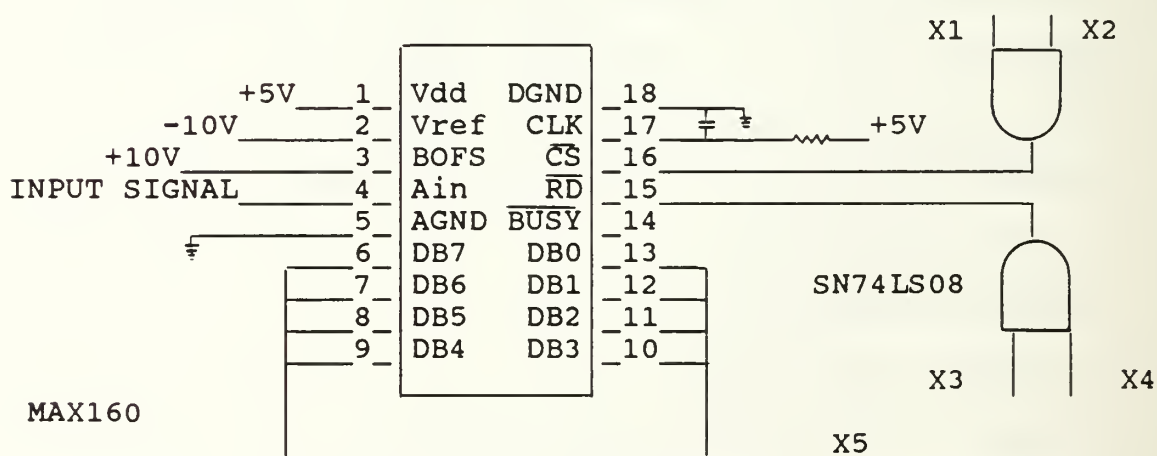 X1 X2
+5V 1 Vdd DGND 18
-10V 2 Vref CLK 17 +5V
+10V 3 BOFS CS 16
INPUT SIGNAL 4 Ain RD 15
5 AGND BUSY 14
6 DB7 DB0 13
7 DB6 DB1 12 SN74LS08
8 DB5 DB2 11
9 DB4 DB3 10
X3 X4
MAX160
X5